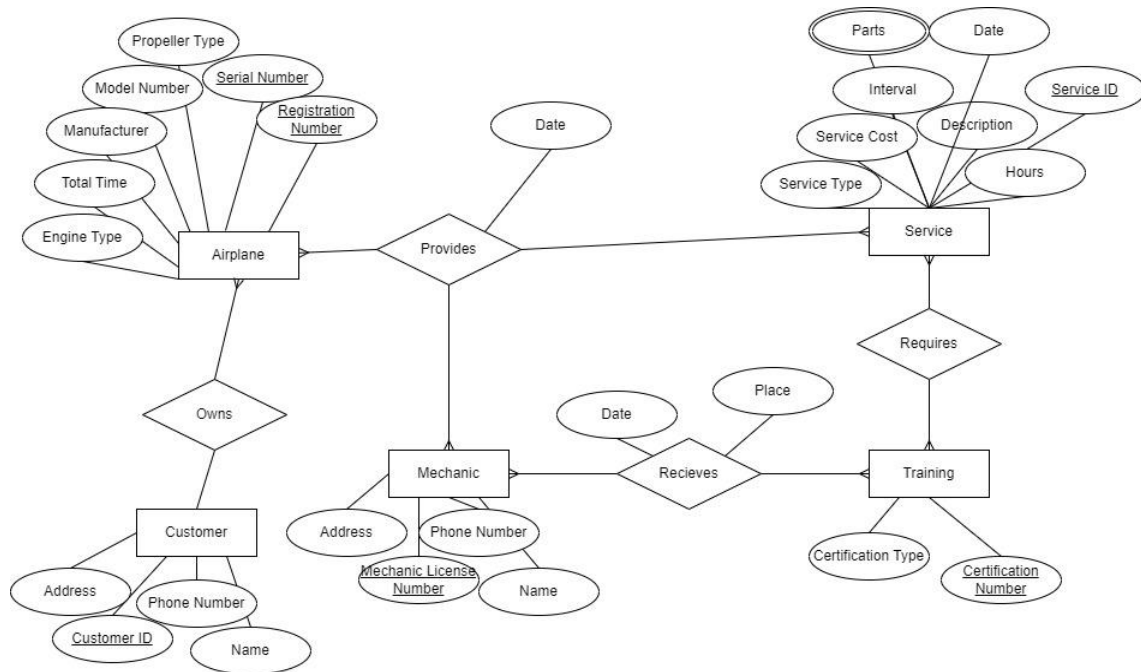 Propeller Type
Parts
Date
Serial Number
Model Number
Interval
Service ID
Registration
Number
Manufacturer
Date
Service Cost
Description
Total Time
Service Type
Hours
Engine Type
Airplane
Provides
Service
Requires
Owns
Date
Place
Mechanic
Recieves
Training
Customer
Address
Phone Number
Certification Type
Mechanic License
Number
Name
Certification
Number
Address
Phone Number
Customer ID
Name